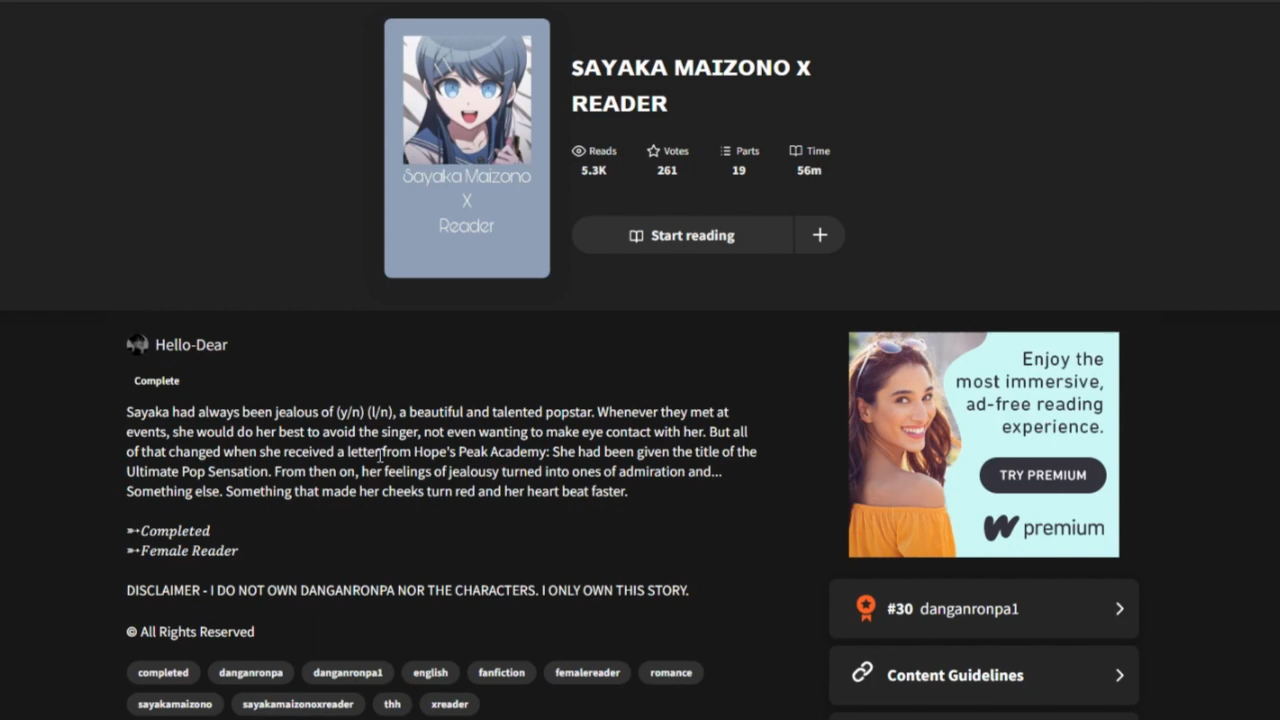 SAYAKA MAIZONO X
READER
Reads
Votes
Parts
Time
5.3K
261
19
56m
Sayaka Maizono
X
Reader
Start reading
Hello-Dear
Complete
Sayaka had always been jealous of (y/n) (l/n), a beautiful and talented popstar. Whenever they met at
events, she would do her best to avoid the singer, not even wanting to make eye contact with her. But all
of that changed when she received a letter from Hope's Peak Academy: She had been given the title of the
Ultimate Pop Sensation. From then on, her feelings of jealousy turned into ones of admiration and...
Something else. Something that made her cheeks turn red and her heart beat faster.
➵Completed
➵Female Reader
DISCLAIMER - I DO NOT OWN DANGANRONPA NOR THE CHARACTERS. I ONLY OWN THIS STORY.
© All Rights Reserved
completed danganronpa danganronpa1 english fanfiction femalereader romance
sayakamaizono sayakamaizonoxreader thh xreader
Enjoy the
most immersive,
ad-free reading
experience.
TRY PREMIUM
premium
#30 danganronpa1
Content Guidelines